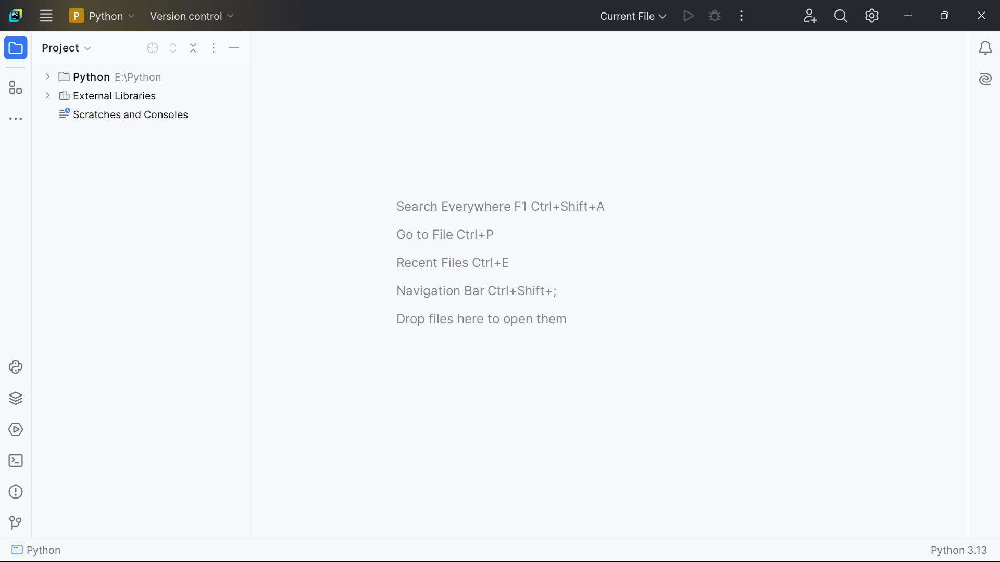 PC
P Python
Version control
Current File
Project
Python E:\Python
External Libraries
Scratches and Consoles
Search Everywhere F1 Ctrl+Shift+A
Go to File Ctrl+P
Recent Files Ctrl+E
Navigation Bar Ctrl+Shift+;
Drop files here to open them
Python
Python 3.13